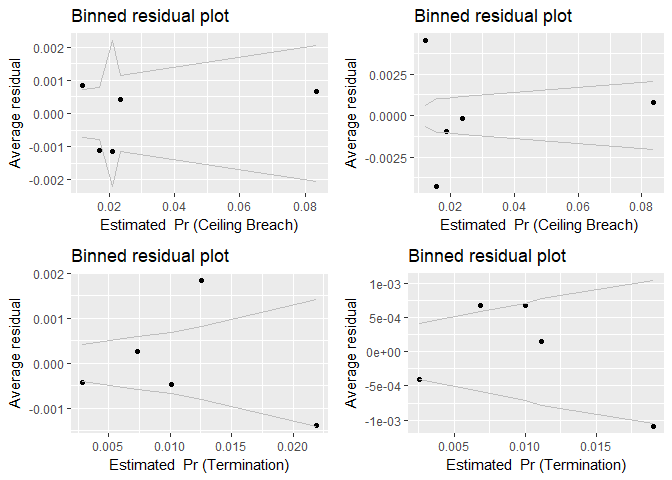 Binned residual plot
Average residual
0.002
0.001
0.000
-0.001
-0.002
0.02
0.04
0.06
0.08
Estimated Pr (Ceiling Breach)
Binned residual plot
Average residual
0.0025
0.0000
-0.0025
0.02
0.04
0.06
0.08
Estimated Pr (Ceiling Breach)
Binned residual plot
Average residual
0.002
0.001
0.000
-0.001
0.005
0.010
0.015
0.020
Estimated Pr (Termination)
Binned residual plot
Average residual
1e-03
5e-04
0e+00
-5e-04
-1e-03
0.005
0.010
0.015
Estimated Pr (Termination)